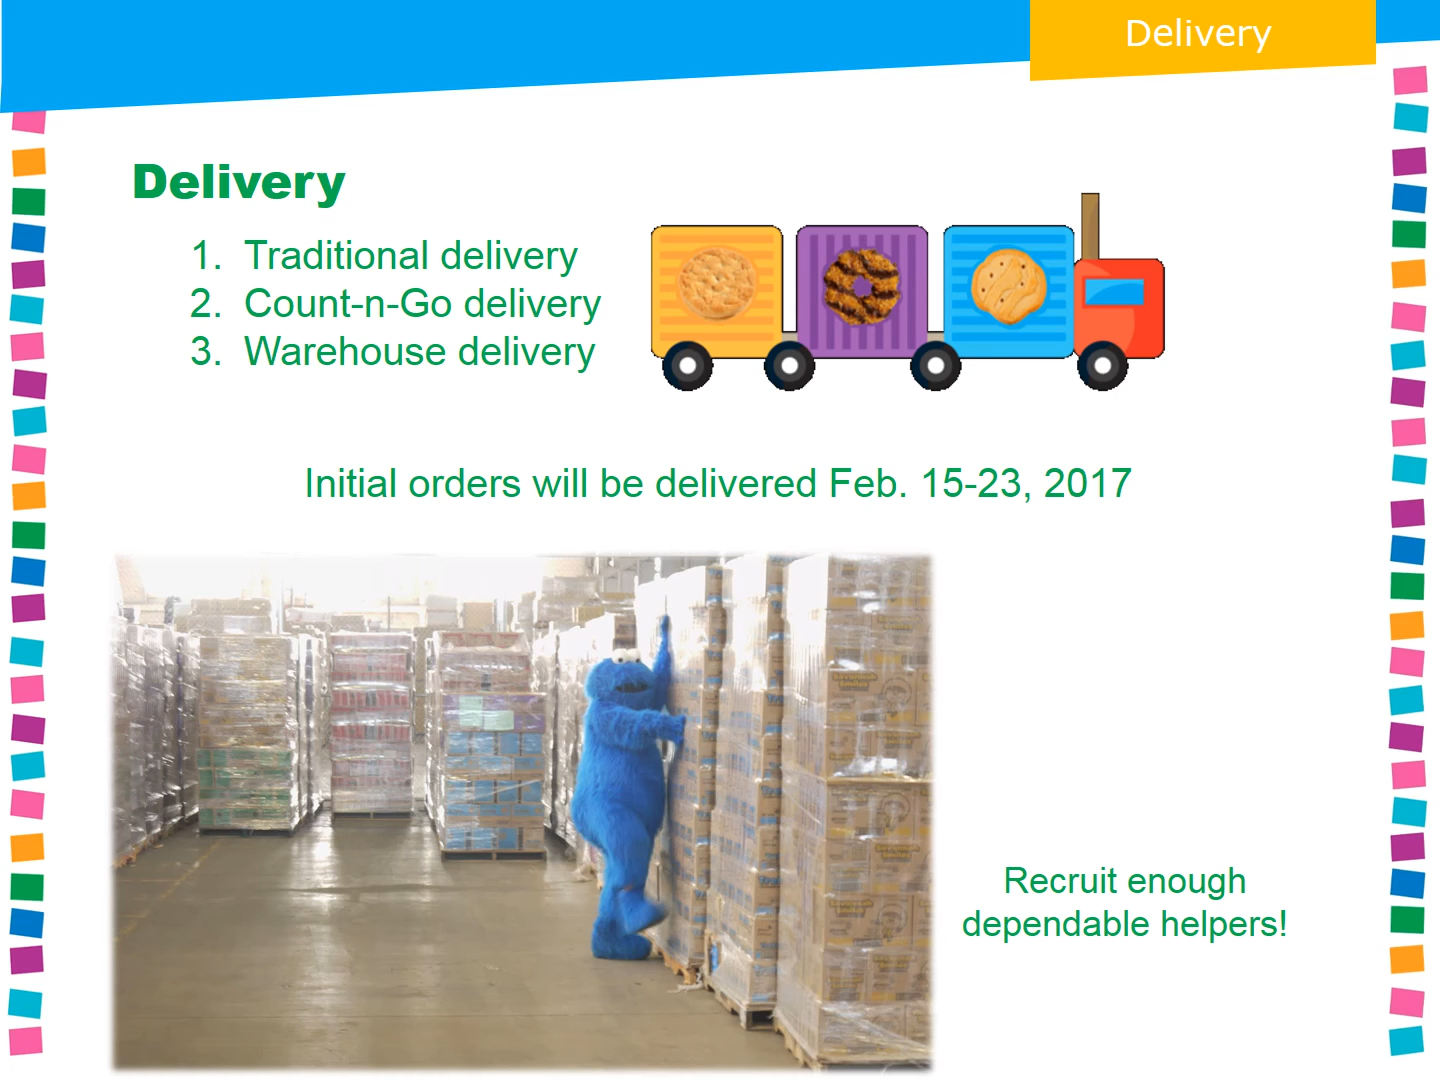 Delivery
Delivery
1. Traditional delivery
2. Count-n-Go delivery
3. Warehouse delivery
Initial orders will be delivered Feb. 15-23, 2017
Recruit enough
dependable helpers!